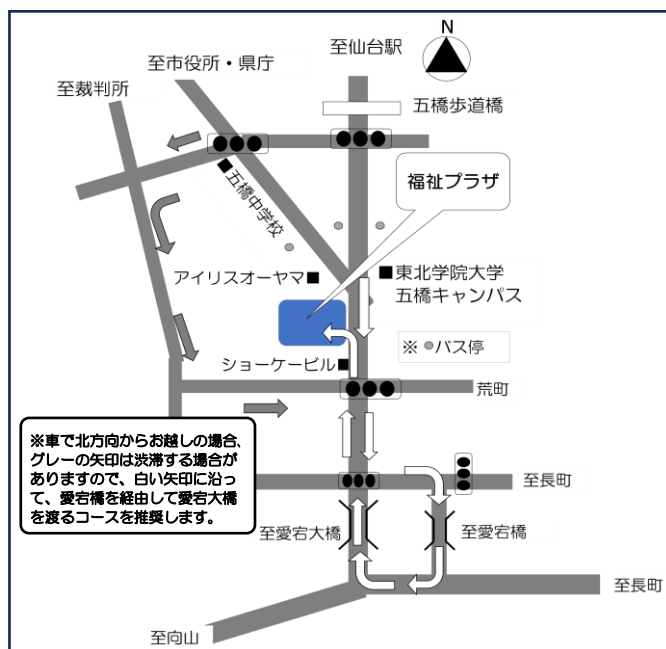 至仙台駅
N
至市役所・県庁
至裁判所
五橋歩道橋
福祉プラザ
■五橋中学校
アイリスオーヤマ■
■東北学院大学
五橋キャンパス
ショーケービル■
※ ●バス停
荒町
※車で北方向からお越しの場合、
グレーの矢印は渋滞する場合が
ありますので、白い矢印に沿っ
て、愛宕橋を経由して愛宕大橋
を渡るコースを推奨します。
至長町
至愛宕大橋
至愛宕橋
至長町
至向山